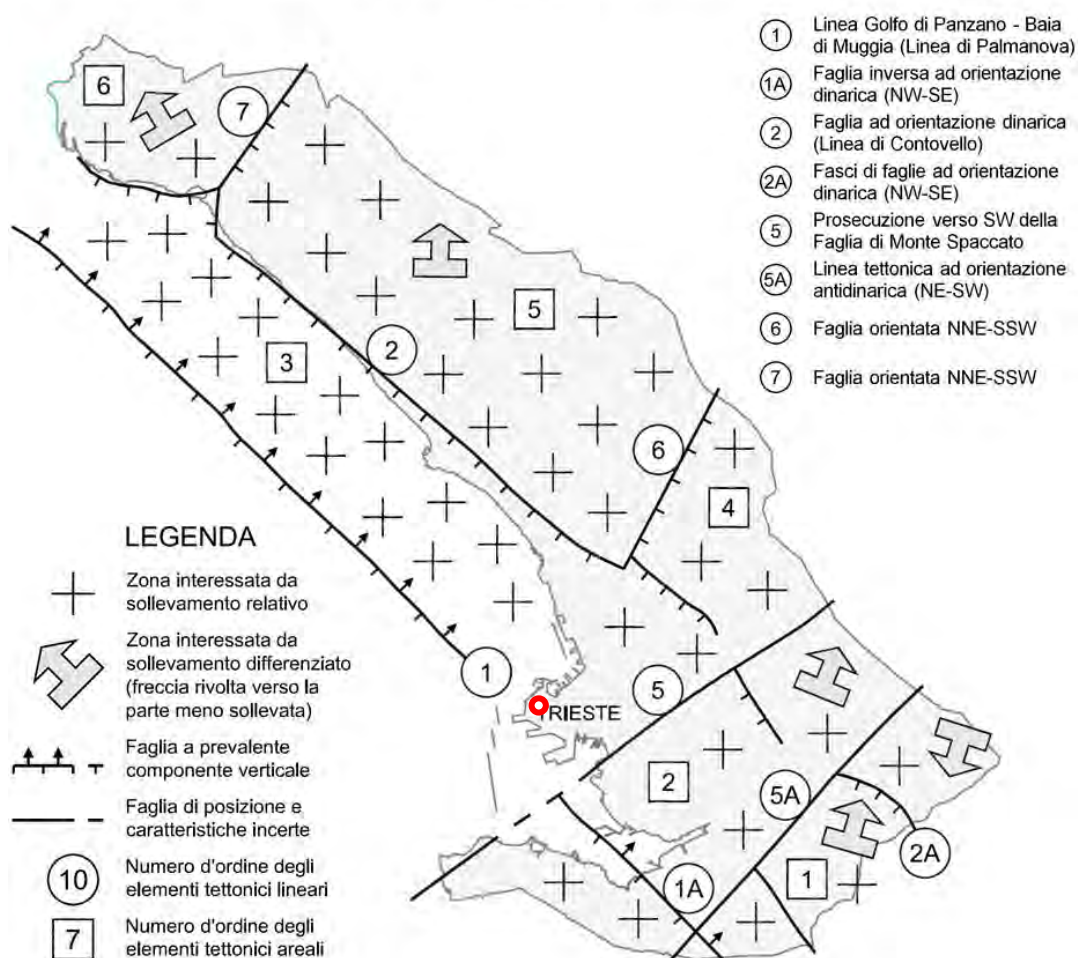 1
Linea Golfo di Panzano - Baia
di Muggia (Linea di Palmanova)
1A
Faglia inversa ad orientazione
dinarica (NW-SE)
2
Faglia ad orientazione dinarica
(Linea di Contovello)
2A
Fasci di faglie ad orientazione
dinarica (NW-SE)
5
Prosecuzione verso SW della
Faglia di Monte Spaccato
5A
Linea tettonica ad orientazione
antidinarica (NE-SW)
6
Faglia orientata NNE-SSW
7
Faglia orientata NNE-SSW
6
7
5
2
3
6
4
1
5
TRIESTE
2
5A
2A
1
1A
LEGENDA
Zona interessata da
sollevamento relativo
Zona interessata da
sollevamento differenziato
(freccia rivolta verso la
parte meno sollevata)
Faglia a prevalente
componente verticale
Faglia di posizione e
caratteristiche incerte
10
Numero d'ordine degli
elementi tettonici lineari
7
Numero d'ordine degli
elementi tettonici areali